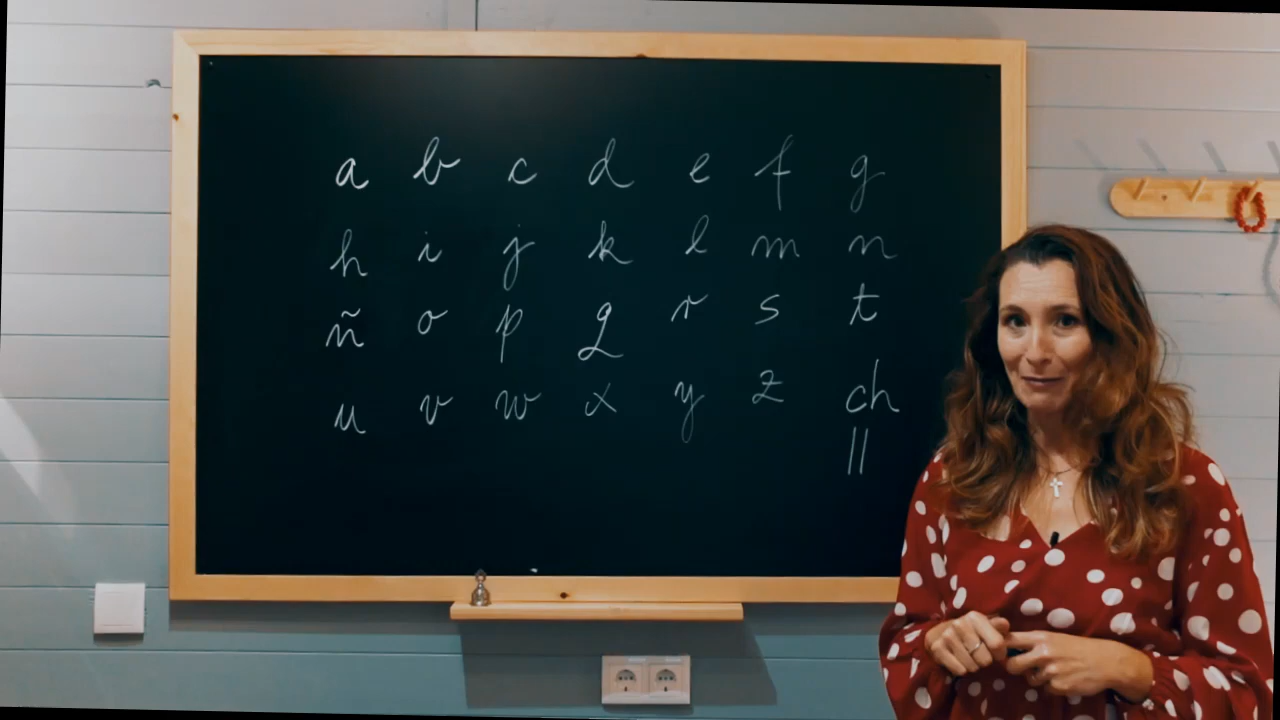 a b c d e f g
h i j k l m n
ñ o p q r s t
u v w x y z ch
ll